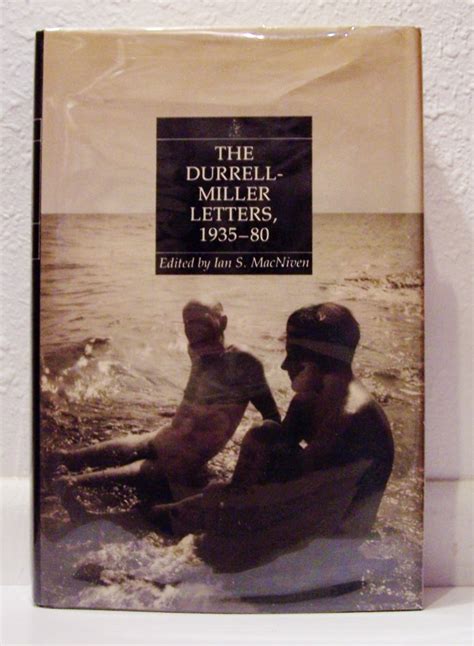 THE
DURRELL-
MILLER
LETTERS,
1935–80
Edited by Ian S. MacNiven